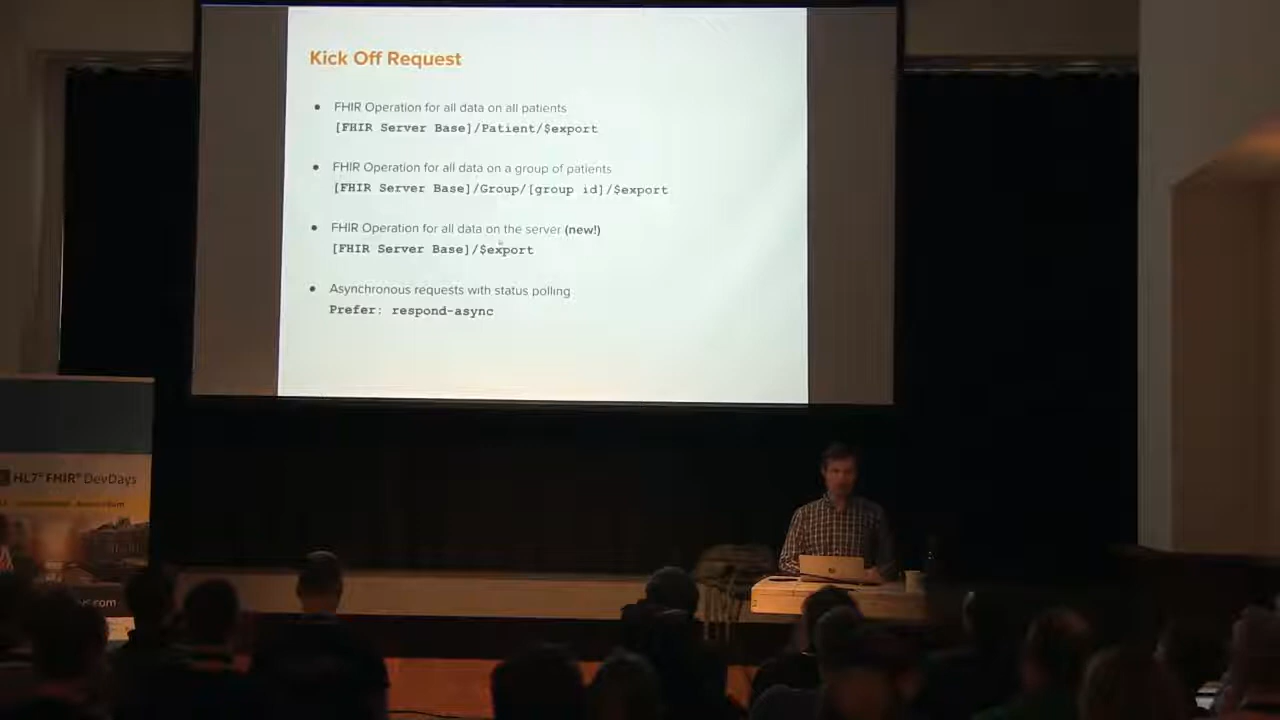 Kick Off Request
• FHIR Operation for all data on all patients
[FHIR Server Base]/Patient/$export
• FHIR Operation for all data on a group of patients
[FHIR Server Base]/Group/[group id]/$export
• FHIR Operation for all data on the server (new!)
[FHIR Server Base]/$export
• Asynchronous requests with status polling
Prefer: respond-async
HL7® FHIR® DevDays
.com